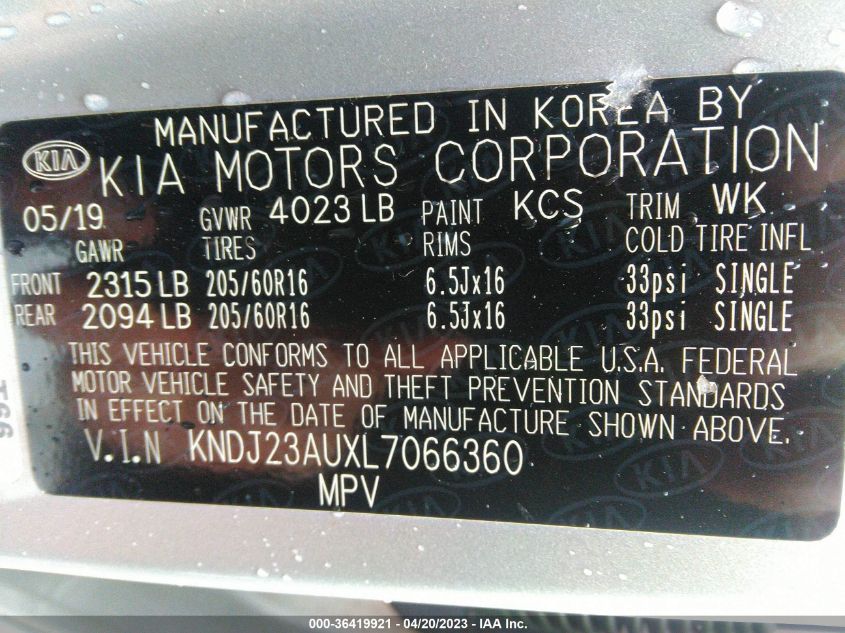 MANUFACTURED IN KOREA BY
KIA KIA MOTORS CORPORATION
05/19 GVWR 4023 LB PAINT KCS TRIM WK
GAWR TIRES RIMS COLD TIRE INFL
FRONT 2315 LB 205/60R16 6.5Jx16 33psi SINGLE
REAR 2094 LB 205/60R16 6.5Jx16 33psi SINGLE
THIS VEHICLE CONFORMS TO ALL APPLICABLE U.S.A. FEDERAL
MOTOR VEHICLE SAFETY AND THEFT PREVENTION STANDARDS
IN EFFECT ON THE DATE OF MANUFACTURE SHOWN ABOVE.
V.I.N KNDJ23AUXL7066360
MPV
000-36419921 - 04/20/2023 - IAA Inc.